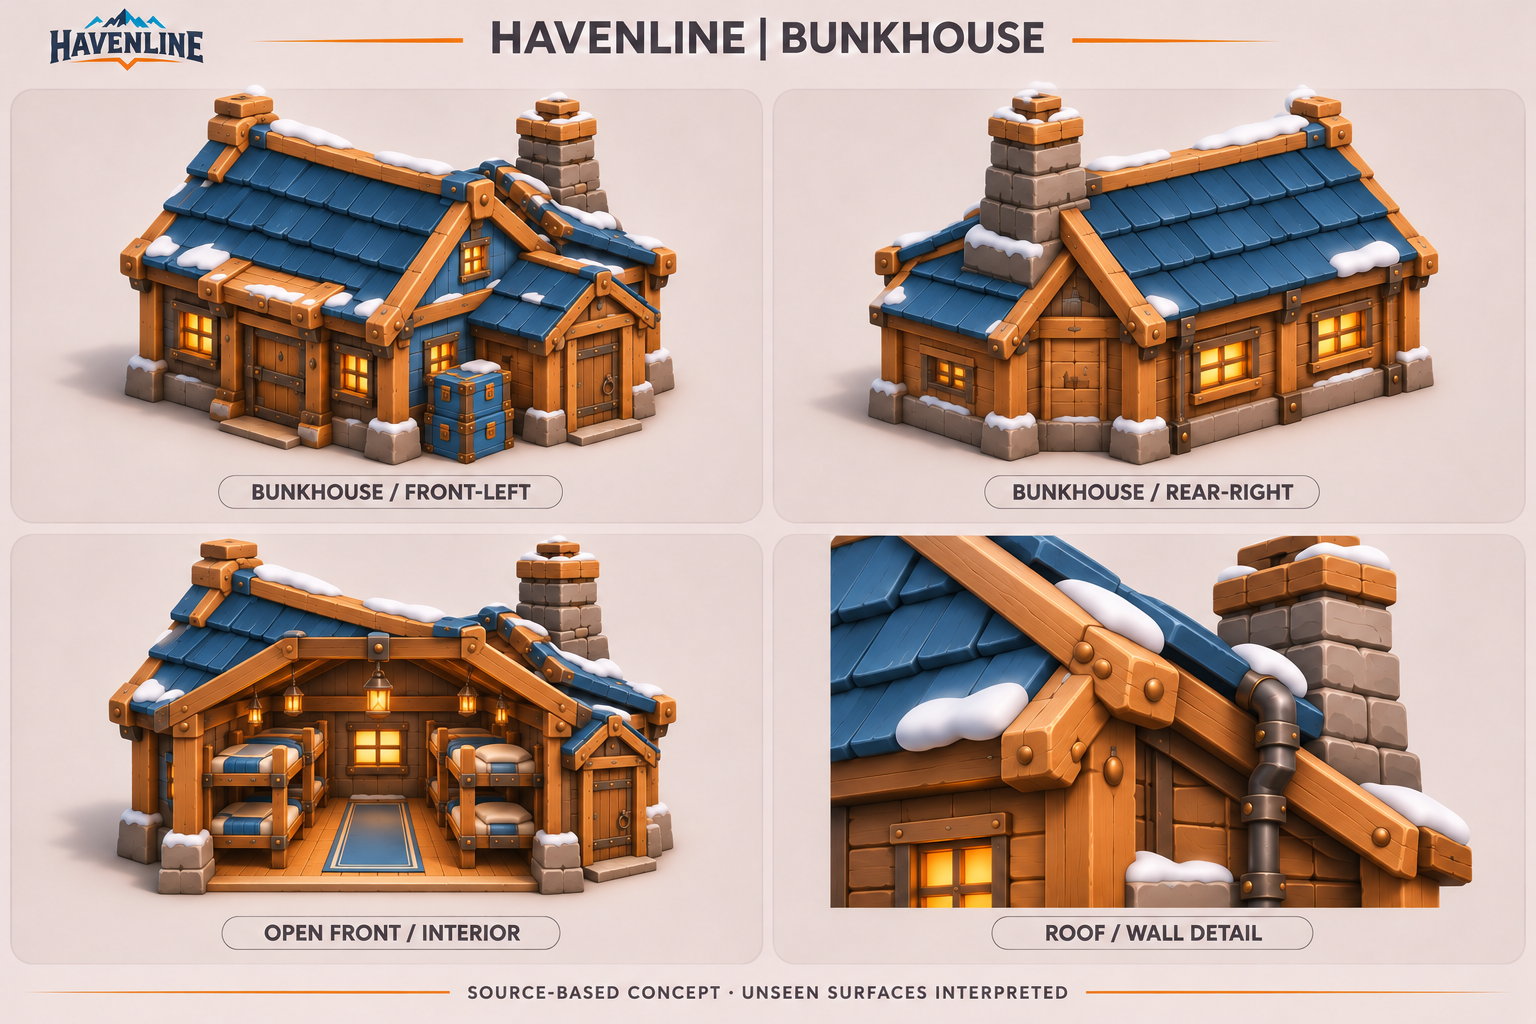 HAVENLINE
HAVENLINE | BUNKHOUSE
BUNKHOUSE / FRONT-LEFT
BUNKHOUSE / REAR-RIGHT
OPEN FRONT / INTERIOR
ROOF / WALL DETAIL
SOURCE-BASED CONCEPT · UNSEEN SURFACES INTERPRETED